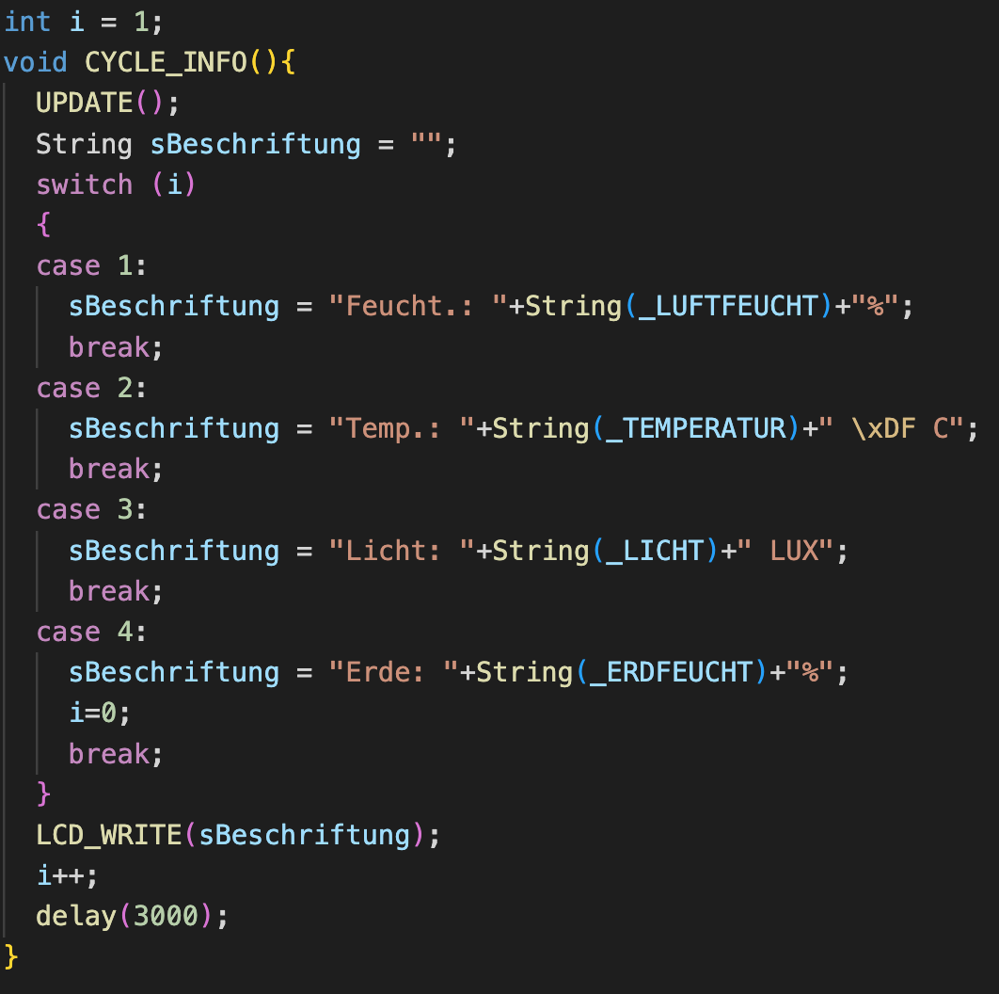 int i = 1;
void CYCLE_INFO(){
  UPDATE();
  String sBeschriftung = "";
  switch (i)
  {
  case 1:
    sBeschriftung = "Feucht.: "+String(_LUFTFEUCHT)+"%";
    break;
  case 2:
    sBeschriftung = "Temp.: "+String(_TEMPERATUR)+" \xDF C";
    break;
  case 3:
    sBeschriftung = "Licht: "+String(_LICHT)+" LUX";
    break;
  case 4:
    sBeschriftung = "Erde: "+String(_ERDFEUCHT)+"%";
    i=0;
    break;
  }
  LCD_WRITE(sBeschriftung);
  i++;
  delay(3000);
}